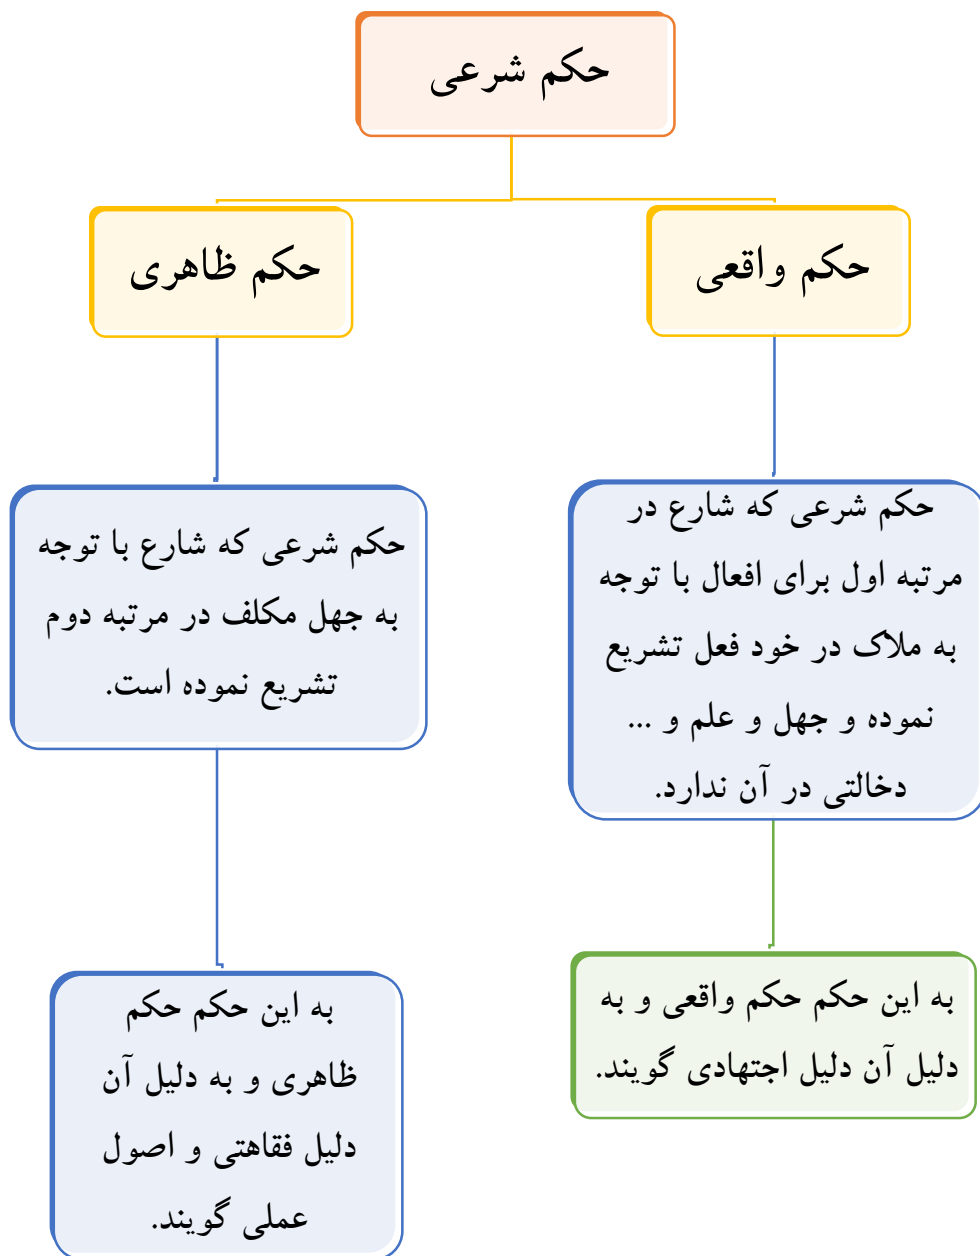 حکم شرعی
حکم واقعی
حکم شرعی که شارع در
مرتبه اول برای افعال با توجه
به ملاک در خود فعل تشریع
نموده و جهل و علم و ...
دخالتی در آن ندارد.
به این حکم حکم واقعی و به
دلیل آن دلیل اجتهادی گویند.
حکم ظاهری
حکم شرعی که شارع با توجه
به جهل مکلف در مرتبه دوم
تشریع نموده است.
به این حکم حکم
ظاهری و به دلیل آن
دلیل فقاهتی و اصول
عملی گویند.